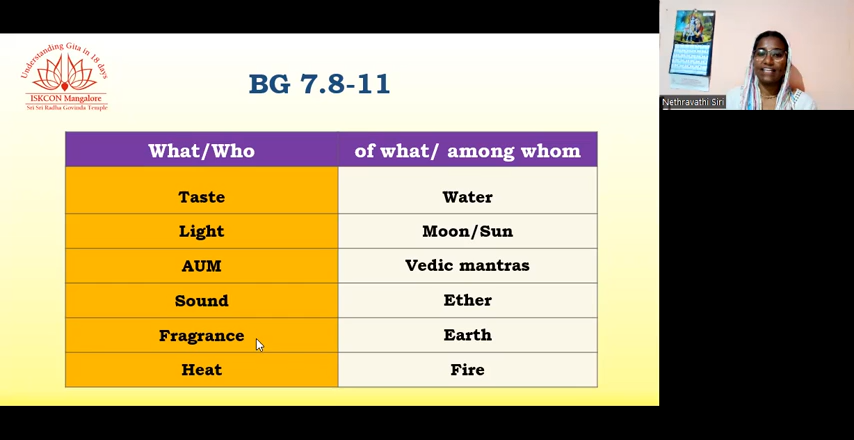 Understanding Gita in 18 days
ISKCON Mangalore
Sri Sri Radha Govinda Temple
BG 7.8-11
What/Who of what/ among whom
Taste Water
Light Moon/Sun
AUM Vedic mantras
Sound Ether
Fragrance Earth
Heat Fire
Nethravathi Siri